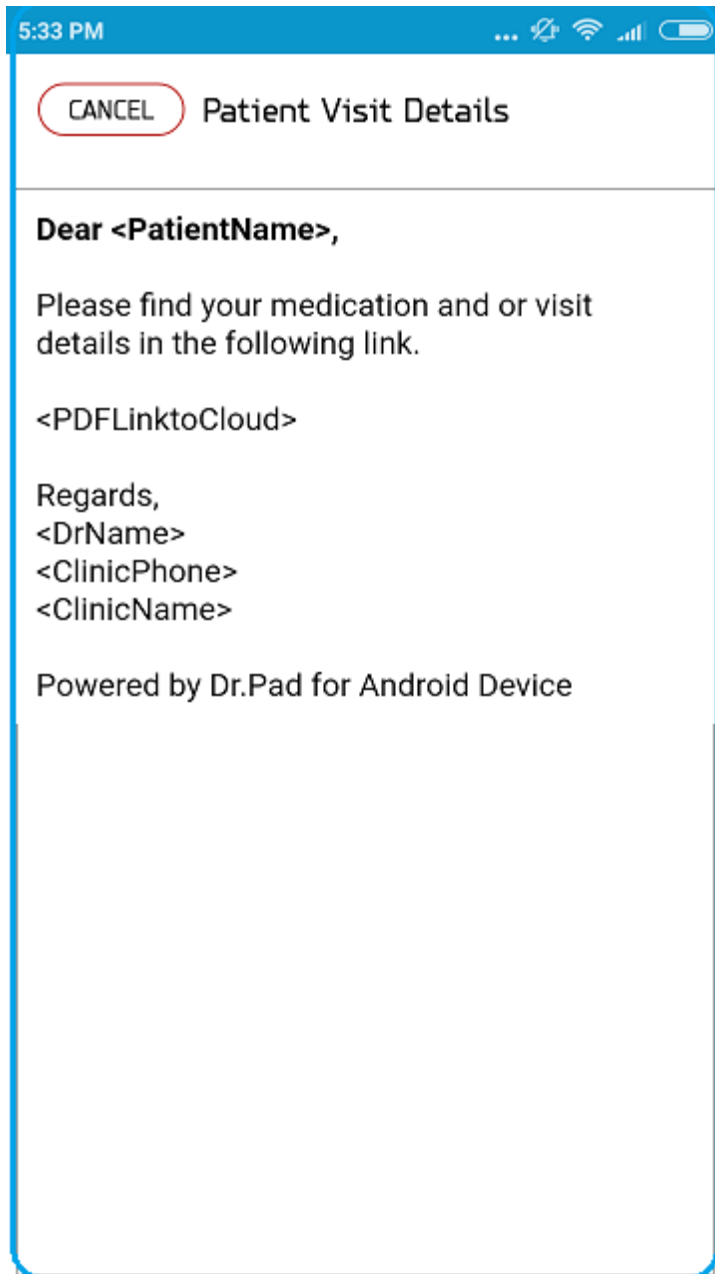 5:33 PM
CANCEL Patient Visit Details
Dear <PatientName>,
Please find your medication and or visit
details in the following link.
<PDFLinktoCloud>
Regards,
<DrName>
<ClinicPhone>
<ClinicName>
Powered by Dr.Pad for Android Device